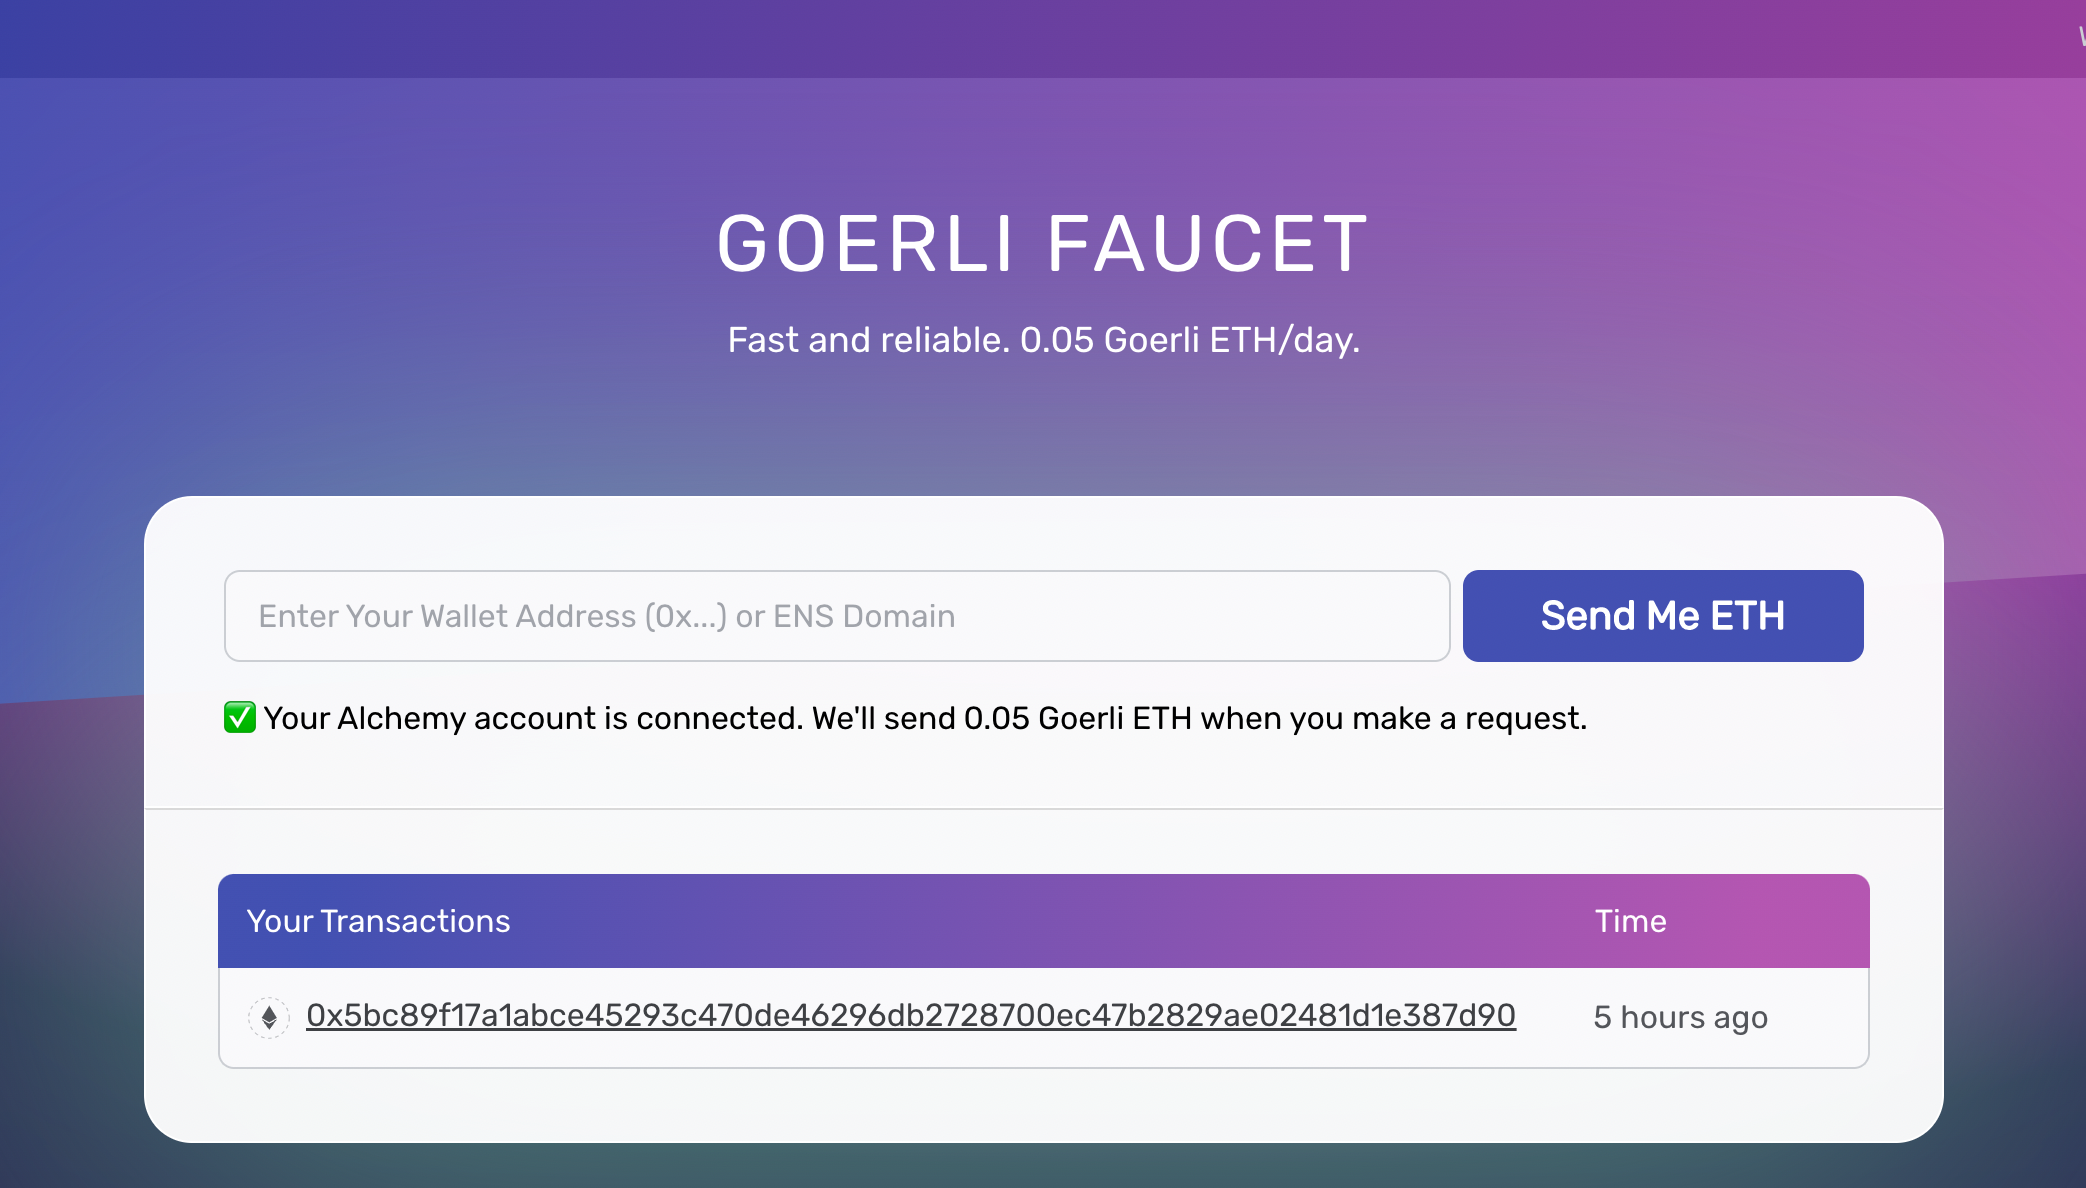 GOERLI FAUCET
Fast and reliable. 0.05 Goerli ETH/day.
Enter Your Wallet Address (0x...) or ENS Domain
Send Me ETH
✅ Your Alchemy account is connected. We'll send 0.05 Goerli ETH when you make a request.
Your Transactions Time
0x5bc89f17a1abce45293c470de46296db2728700ec47b2829ae02481d1e387d90 5 hours ago